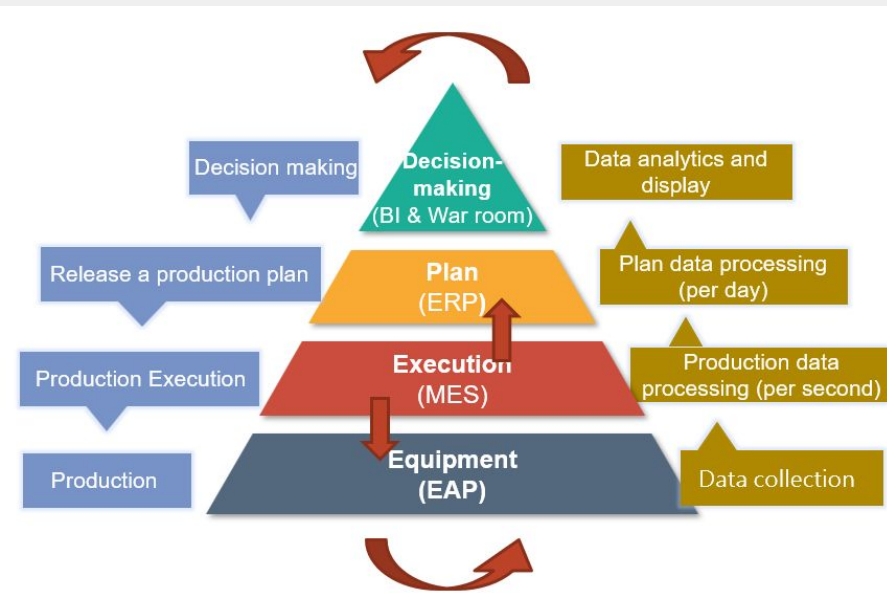 Decision making
Decision-
making
(BI & War room)
Data analytics and
display
Release a production plan
Plan
(ERP)
Plan data processing
(per day)
Production Execution
Execution
(MES)
Production data
processing (per second)
Production
Equipment
(EAP)
Data collection